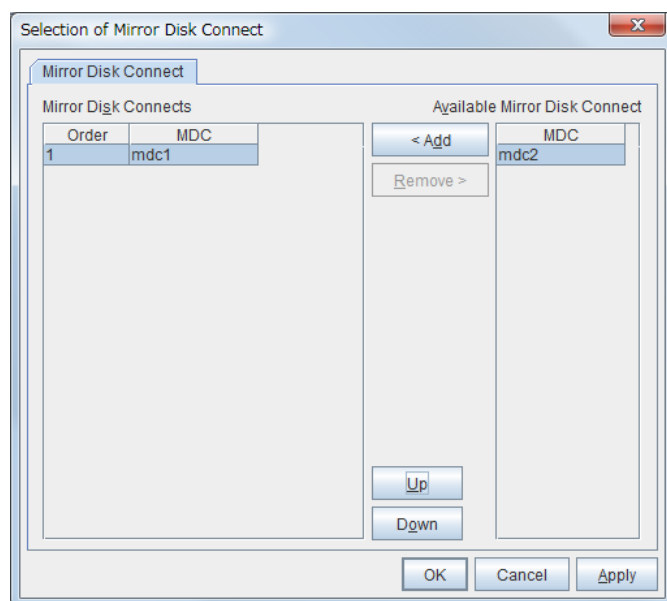 Selection of Mirror Disk Connect
Mirror Disk Connect
Mirror Disk Connects
Available Mirror Disk Connect
Order MDC
1 mdc1
< Add
Remove >
MDC
mdc2
Up
Down
OK Cancel Apply